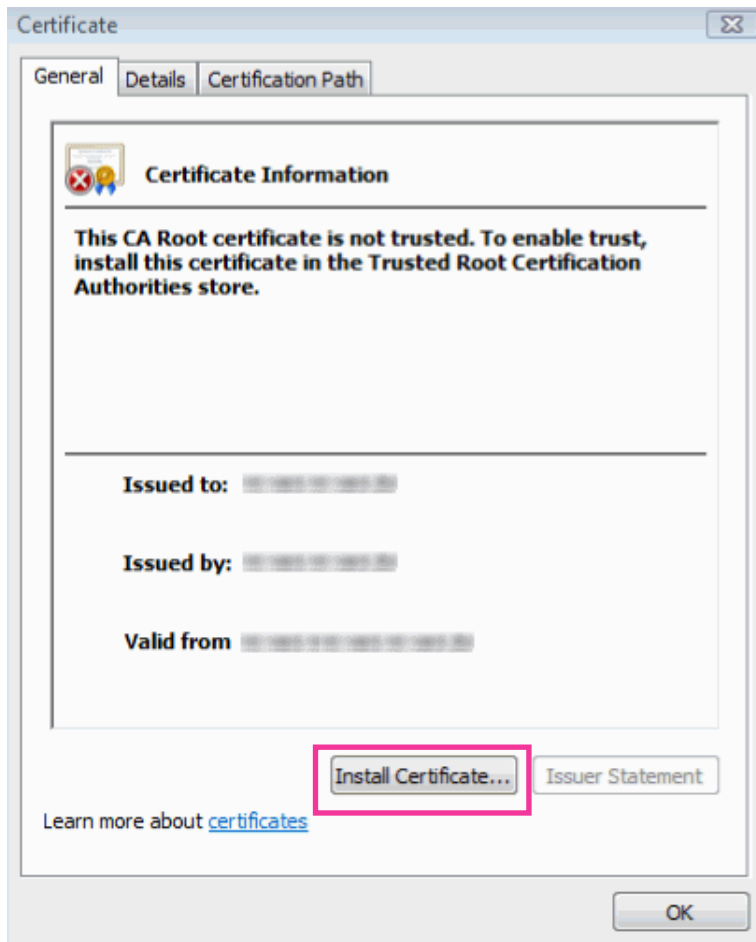 Certificate
General Details Certification Path
Certificate Information
This CA Root certificate is not trusted. To enable trust,
install this certificate in the Trusted Root Certification
Authorities store.
Issued to:
Issued by:
Valid from
Install Certificate... Issuer Statement
Learn more about certificates
OK